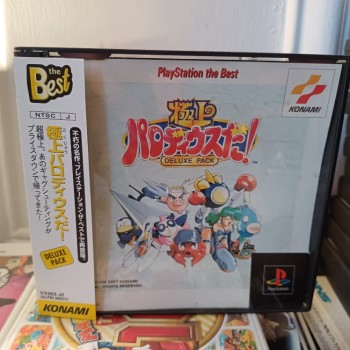 the
Best
NTSC J
極上パロディウスだ!
DELUXE PACK
超極上、あのギャグシューティングが
プライスダウンで帰ってきた!
不朽の名作、プレイステーション・ザ・ベストで再登場。
KONAMI
PlayStation the Best
KONAMI
極上
パロディウスだ!
DELUXE PACK
TM
PlayStation